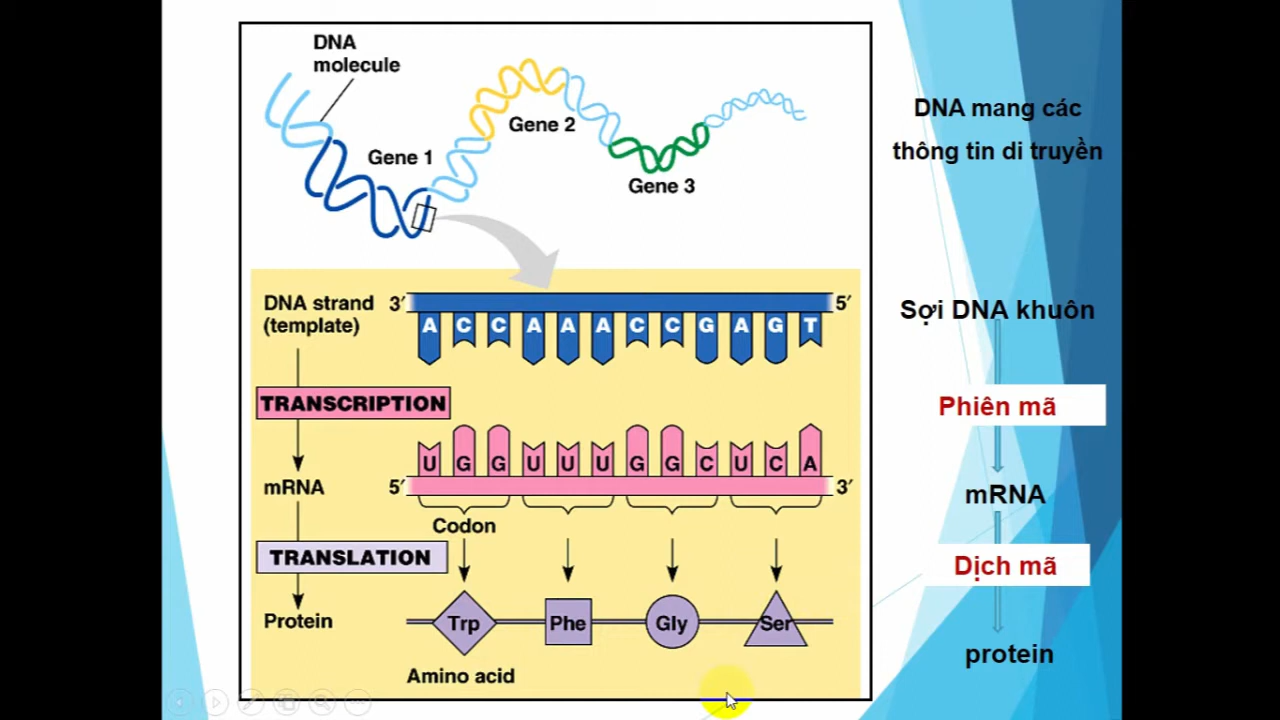 DNA
molecule
Gene 1
Gene 2
Gene 3
DNA mang các
thông tin di truyền
DNA strand
(template)
3′
5′
A C C A A A C C G A G T
Sợi DNA khuôn
TRANSCRIPTION
Phiên mã
U G G U U U G G C U C A
mRNA
5′
3′
mRNA
Codon
TRANSLATION
Dịch mã
Protein
Trp
Phe
Gly
Ser
protein
Amino acid